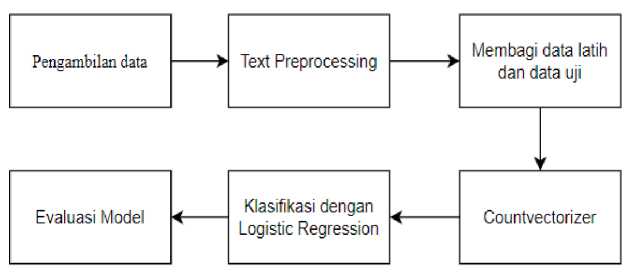 Pengambilan data
Text Preprocessing
Membagi data latih
dan data uji
Countvectorizer
Klasifikasi dengan
Logistic Regression
Evaluasi Model